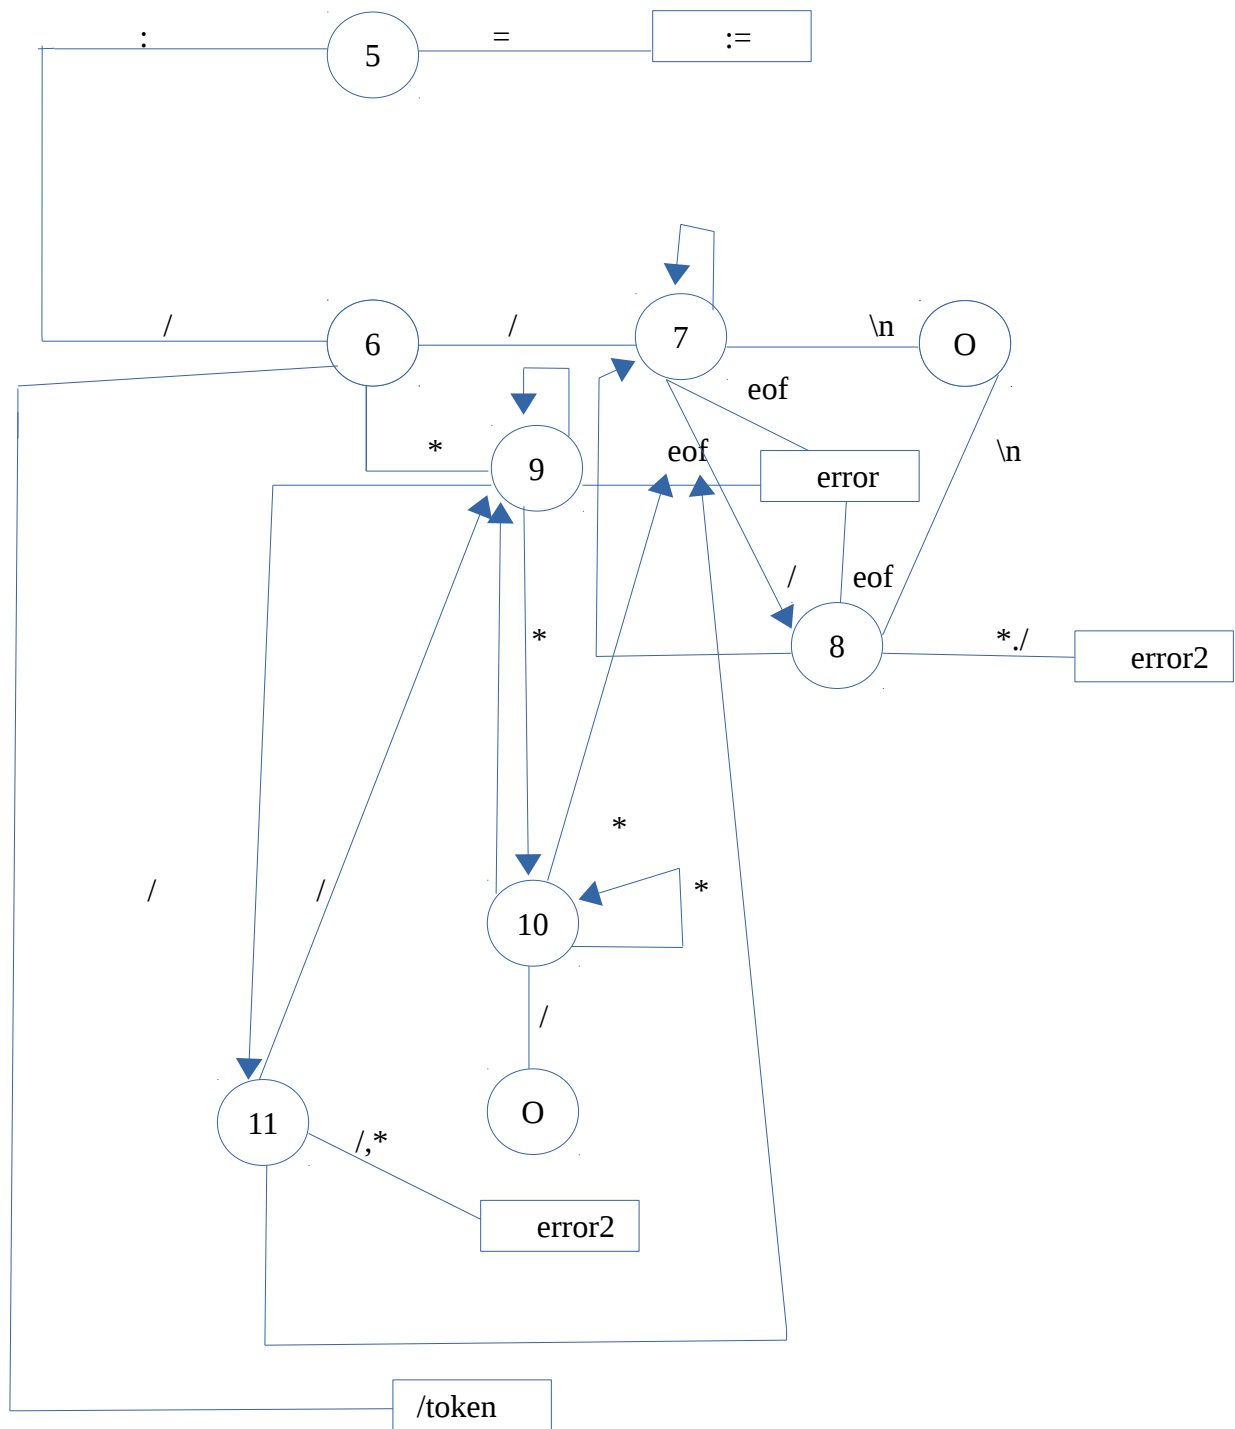 :
5
=
:=
/
6
/
7
\n
O
eof
*
9
eof
error
\n
/
eof
*
8
*./
error2
*
/
/
*
10
/
O
11
/,*
error2
/token